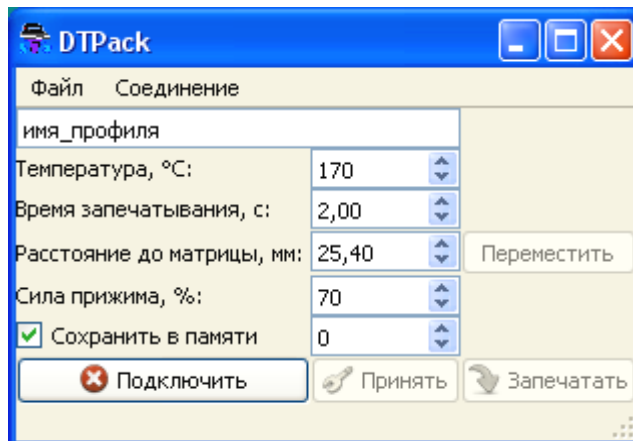 DTPack
Файл Соединение
имя_профиля
Температура, °C: 170
Время запечатывания, с: 2,00
Расстояние до матрицы, мм: 25,40 Переместить
Сила прижима, %: 70
Сохранить в памяти 0
Подключить Принять Запечатать